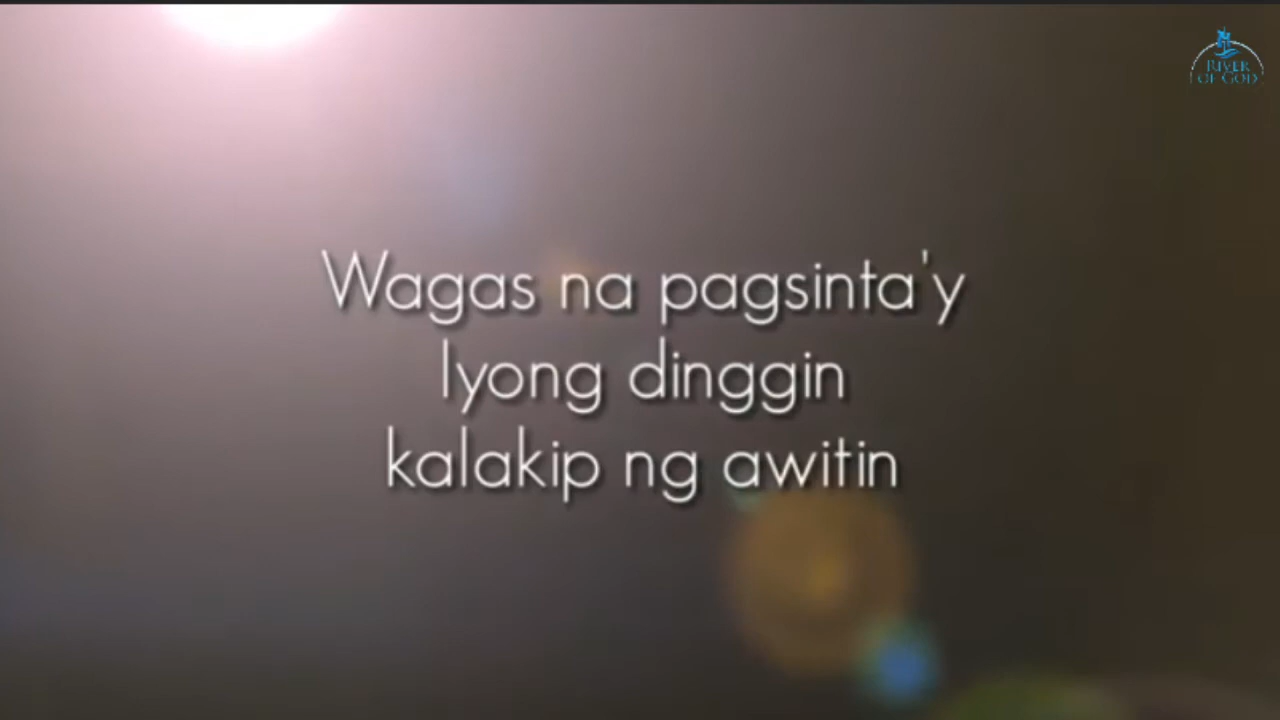 RIVER
OF GOD
Wagas na pagsinta'y
Iyong dinggin
kalakip ng awitin